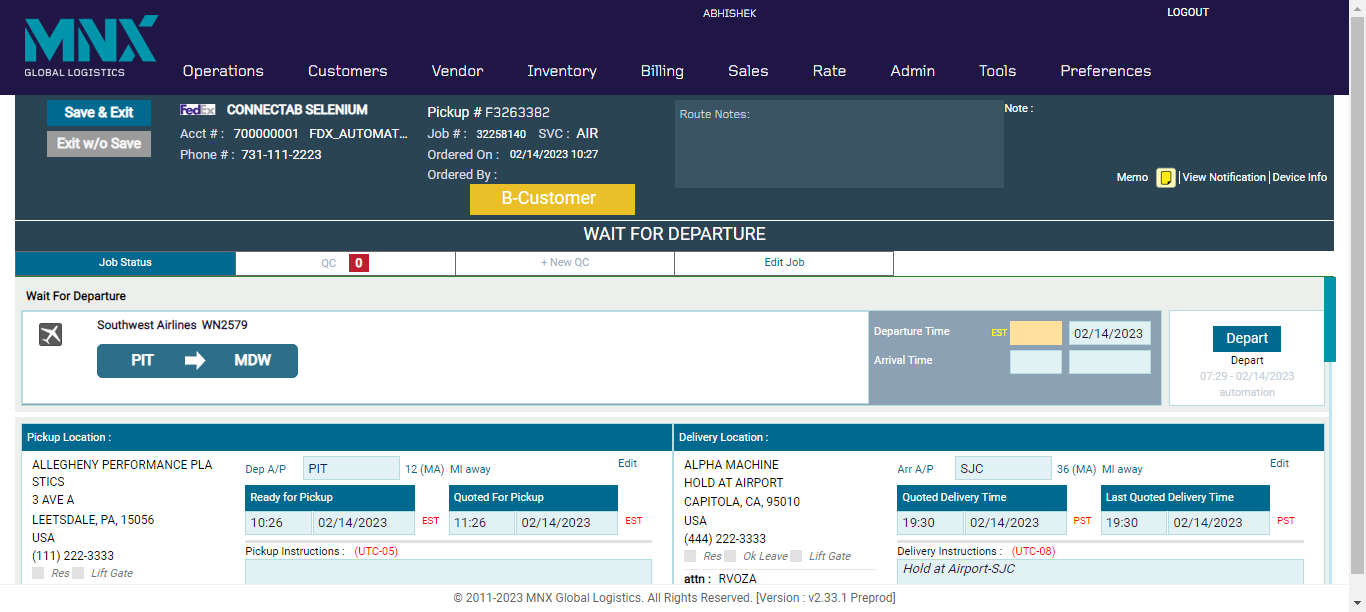 ABHISHEK
LOGOUT
MNX
GLOBAL LOGISTICS
Operations Customers Vendor Inventory Billing Sales Rate Admin Tools Preferences
Save & Exit
Exit w/o Save
FedEx CONNECTAB SELENIUM
Acct # : 700000001 FDX_AUTOMAT...
Phone # : 731-111-2223
Pickup # F3263382
Job # : 32258140 SVC : AIR
Ordered On : 02/14/2023 10:27
Ordered By :
B-Customer
Route Notes:
Note :
Memo | View Notification | Device Info
WAIT FOR DEPARTURE
Job Status QC 0 + New QC Edit Job
Wait For Departure
Southwest Airlines WN2579
PIT MDW
Departure Time EST 02/14/2023
Arrival Time
Depart
Depart
07:29 - 02/14/2023
automation
Pickup Location :
ALLEGHENY PERFORMANCE PLA
STICS
3 AVE A
LEETSDALE, PA, 15056
USA
(111) 222-3333
Res Lift Gate
Dep A/P PIT 12 (MA) MI away Edit
Ready for Pickup Quoted For Pickup
10:26 02/14/2023 EST 11:26 02/14/2023 EST
Pickup Instructions : (UTC-05)
Delivery Location :
ALPHA MACHINE
HOLD AT AIRPORT
CAPITOLA, CA, 95010
USA
(444) 222-3333
Res Ok Leave Lift Gate
attn : RVOZA
Arr A/P SJC 36 (MA) MI away Edit
Quoted Delivery Time Last Quoted Delivery Time
19:30 02/14/2023 PST 19:30 02/14/2023 PST
Delivery Instructions : (UTC-08)
Hold at Airport-SJC
© 2011-2023 MNX Global Logistics. All Rights Reserved. [Version : v2.33.1 Preprod]